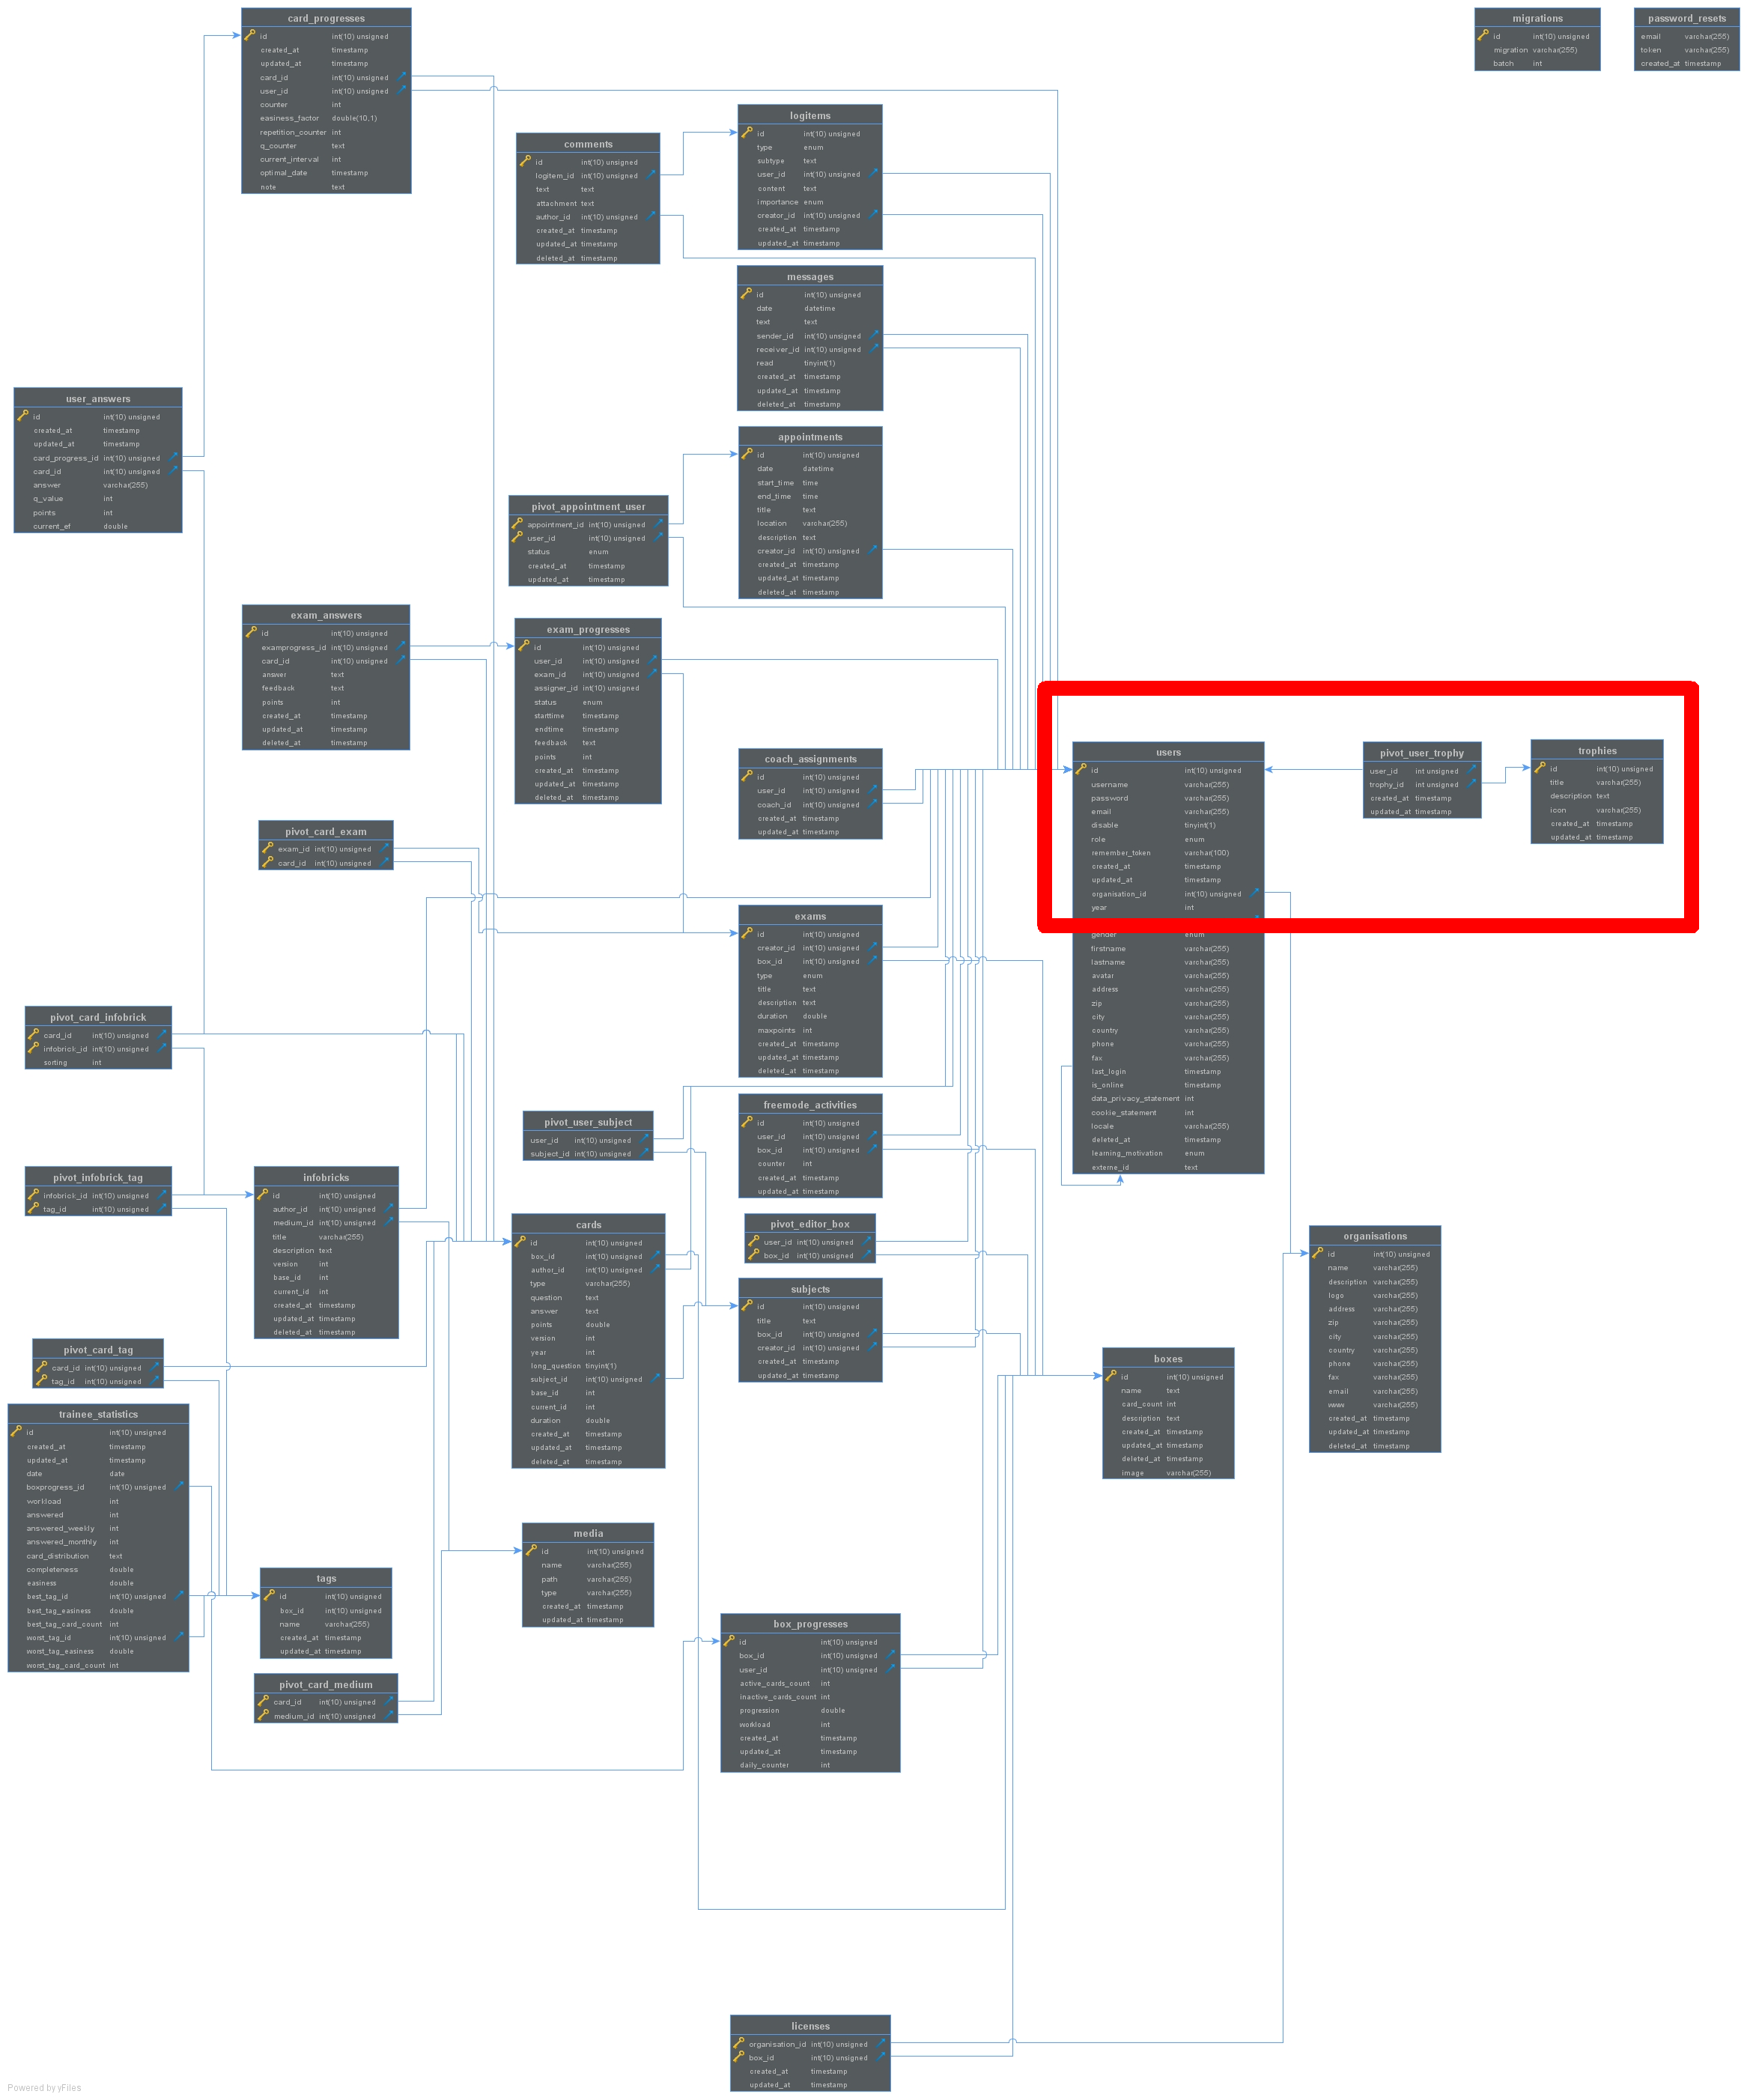 card_progresses
id int(10) unsigned
created_at timestamp
updated_at timestamp
card_id int(10) unsigned
user_id int(10) unsigned
counter int
easiness_factor double(10,1)
repetition_counter int
q_counter text
current_interval int
optimal_date timestamp
note text
migrations
id int(10) unsigned
migration varchar(255)
batch int
password_resets
email varchar(255)
token varchar(255)
created_at timestamp
logitems
id int(10) unsigned
type enum
subtype text
user_id int(10) unsigned
content text
importance enum
creator_id int(10) unsigned
created_at timestamp
updated_at timestamp
comments
id int(10) unsigned
logitem_id int(10) unsigned
text text
attachment text
author_id int(10) unsigned
created_at timestamp
updated_at timestamp
deleted_at timestamp
messages
id int(10) unsigned
date datetime
text text
sender_id int(10) unsigned
receiver_id int(10) unsigned
read tinyint(1)
created_at timestamp
updated_at timestamp
deleted_at timestamp
user_answers
id int(10) unsigned
created_at timestamp
updated_at timestamp
card_progress_id int(10) unsigned
card_id int(10) unsigned
answer varchar(255)
q_value int
points int
current_ef double
appointments
id int(10) unsigned
date datetime
start_time time
end_time time
title text
location varchar(255)
description text
creator_id int(10) unsigned
created_at timestamp
updated_at timestamp
deleted_at timestamp
pivot_appointment_user
appointment_id int(10) unsigned
user_id int(10) unsigned
status enum
created_at timestamp
updated_at timestamp
exam_answers
id int(10) unsigned
examprogress_id int(10) unsigned
card_id int(10) unsigned
answer text
feedback text
points int
created_at timestamp
updated_at timestamp
deleted_at timestamp
exam_progresses
id int(10) unsigned
user_id int(10) unsigned
exam_id int(10) unsigned
assigner_id int(10) unsigned
status enum
starttime timestamp
endtime timestamp
feedback text
points int
created_at timestamp
updated_at timestamp
deleted_at timestamp
coach_assignments
id int(10) unsigned
user_id int(10) unsigned
coach_id int(10) unsigned
created_at timestamp
updated_at timestamp
users
id int(10) unsigned
username varchar(255)
password varchar(255)
email varchar(255)
disable tinyint(1)
role enum
remember_token varchar(100)
created_at timestamp
updated_at timestamp
organisation_id int(10) unsigned
year int
gender enum
firstname varchar(255)
lastname varchar(255)
avatar varchar(255)
address varchar(255)
zip varchar(255)
city varchar(255)
country varchar(255)
phone varchar(255)
fax varchar(255)
last_login timestamp
is_online timestamp
data_privacy_statement int
cookie_statement int
locale varchar(255)
deleted_at timestamp
learning_motivation enum
externe_id text
pivot_user_trophy
user_id int unsigned
trophy_id int unsigned
created_at timestamp
updated_at timestamp
trophies
id int(10) unsigned
title varchar(255)
description text
icon varchar(255)
created_at timestamp
updated_at timestamp
pivot_card_exam
exam_id int(10) unsigned
card_id int(10) unsigned
exams
id int(10) unsigned
creator_id int(10) unsigned
box_id int(10) unsigned
type enum
title text
description text
duration double
maxpoints int
created_at timestamp
updated_at timestamp
deleted_at timestamp
pivot_card_infobrick
card_id int(10) unsigned
infobrick_id int(10) unsigned
sorting int
pivot_user_subject
user_id int(10) unsigned
subject_id int(10) unsigned
freemode_activities
id int(10) unsigned
user_id int(10) unsigned
box_id int(10) unsigned
counter int
created_at timestamp
updated_at timestamp
pivot_infobrick_tag
infobrick_id int(10) unsigned
tag_id int(10) unsigned
infobricks
id int(10) unsigned
author_id int(10) unsigned
medium_id int(10) unsigned
title varchar(255)
description text
version int
base_id int
current_id int
created_at timestamp
updated_at timestamp
deleted_at timestamp
cards
id int(10) unsigned
box_id int(10) unsigned
author_id int(10) unsigned
type varchar(255)
question text
answer text
points double
version int
year int
long_question tinyint(1)
subject_id int(10) unsigned
base_id int
current_id int
duration double
created_at timestamp
updated_at timestamp
deleted_at timestamp
pivot_editor_box
user_id int(10) unsigned
box_id int(10) unsigned
subjects
id int(10) unsigned
title text
box_id int(10) unsigned
creator_id int(10) unsigned
created_at timestamp
updated_at timestamp
organisations
id int(10) unsigned
name varchar(255)
description varchar(255)
logo varchar(255)
address varchar(255)
zip varchar(255)
city varchar(255)
country varchar(255)
phone varchar(255)
fax varchar(255)
email varchar(255)
www varchar(255)
created_at timestamp
updated_at timestamp
deleted_at timestamp
pivot_card_tag
card_id int(10) unsigned
tag_id int(10) unsigned
boxes
id int(10) unsigned
name text
card_count int
description text
created_at timestamp
updated_at timestamp
deleted_at timestamp
image varchar(255)
trainee_statistics
id int(10) unsigned
created_at timestamp
updated_at timestamp
date date
boxprogress_id int(10) unsigned
workload int
answered int
answered_weekly int
answered_monthly int
card_distribution text
completeness double
easiness double
best_tag_id int(10) unsigned
best_tag_easiness double
best_tag_card_count int
worst_tag_id int(10) unsigned
worst_tag_easiness double
worst_tag_card_count int
media
id int(10) unsigned
name varchar(255)
path varchar(255)
type varchar(255)
created_at timestamp
updated_at timestamp
tags
id int(10) unsigned
box_id int(10) unsigned
name varchar(255)
created_at timestamp
updated_at timestamp
box_progresses
id int(10) unsigned
box_id int(10) unsigned
user_id int(10) unsigned
active_cards_count int
inactive_cards_count int
progression double
workload int
created_at timestamp
updated_at timestamp
daily_counter int
pivot_card_medium
card_id int(10) unsigned
medium_id int(10) unsigned
licenses
organisation_id int(10) unsigned
box_id int(10) unsigned
created_at timestamp
updated_at timestamp
Powered by yFiles